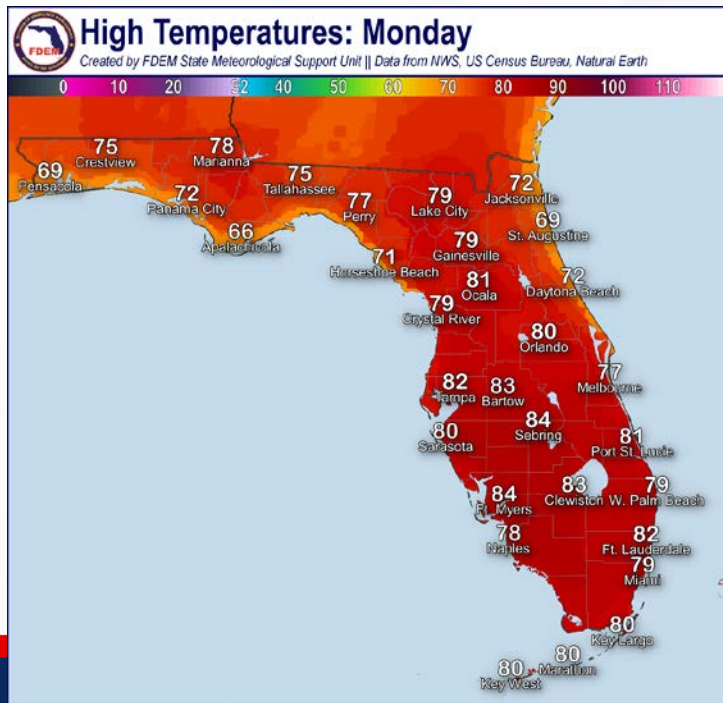 FDEM
High Temperatures: Monday
Created by FDEM State Meteorological Support Unit || Data from NWS, US Census Bureau, Natural Earth
0 10 20 32 40 50 60 70 80 90 100 110
75
Crestview
78
Marianna
69
Pensacola
72
Panama City
75
Tallahassee
66
Apalachicola
77
Perry
79
Lake City
72
Jacksonville
69
St. Augustine
79
Gainesville
71
Horseshoe Beach
81
Ocala
72
Daytona Beach
79
Crystal River
80
Orlando
77
Melbourne
82
Tampa
83
Bartow
84
Sebring
80
Sarasota
81
Port St. Lucie
84
Ft. Myers
83
Clewiston
79
W. Palm Beach
78
Naples
82
Ft. Lauderdale
79
Miami
80
Key Largo
80
Marathon
80
Key West